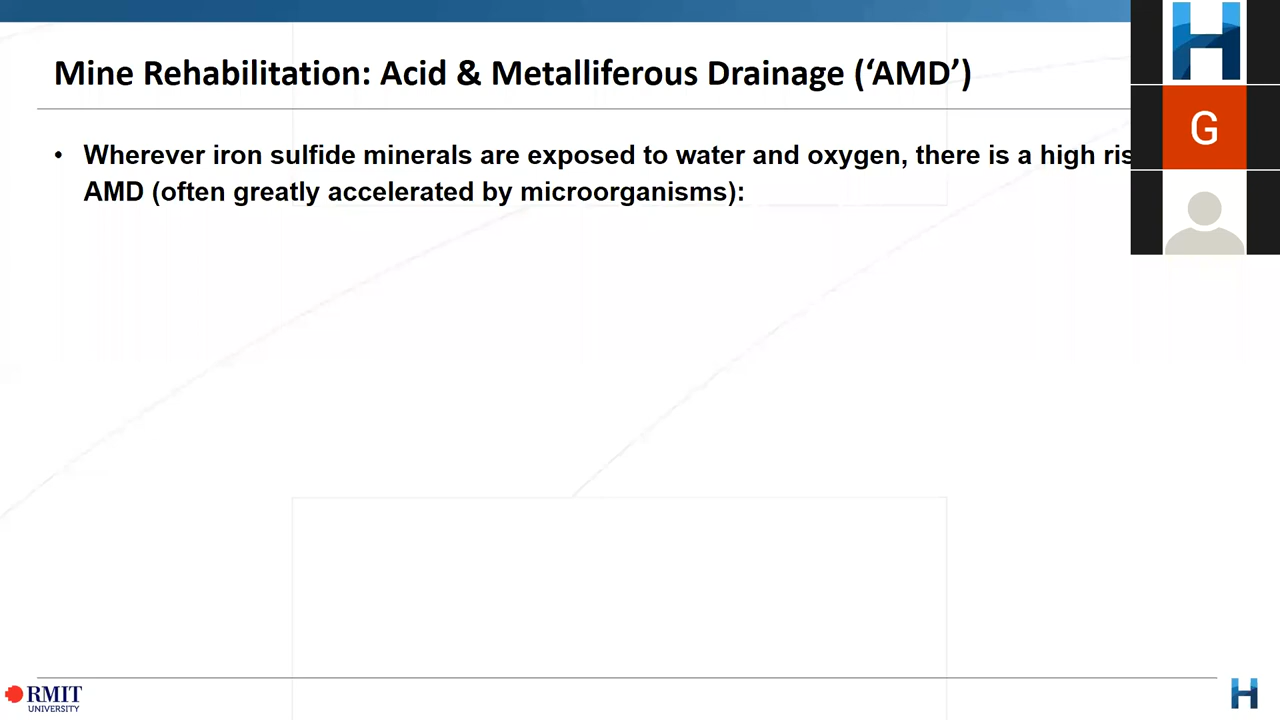 Mine Rehabilitation: Acid & Metalliferous Drainage (‘AMD’)
• Wherever iron sulfide minerals are exposed to water and oxygen, there is a high
AMD (often greatly accelerated by microorganisms):
G
RMIT
UNIVERSITY